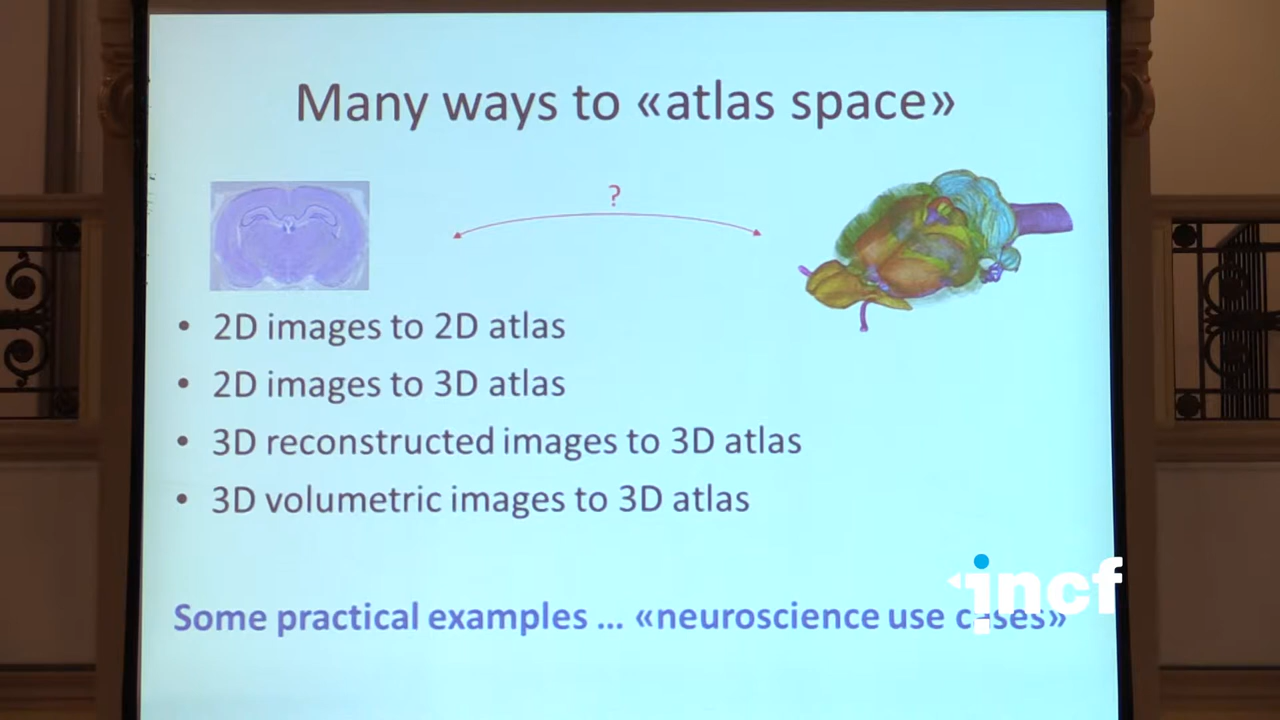 Many ways to «atlas space»
?
• 2D images to 2D atlas
• 2D images to 3D atlas
• 3D reconstructed images to 3D atlas
• 3D volumetric images to 3D atlas
incf
Some practical examples ... «neuroscience use cases»